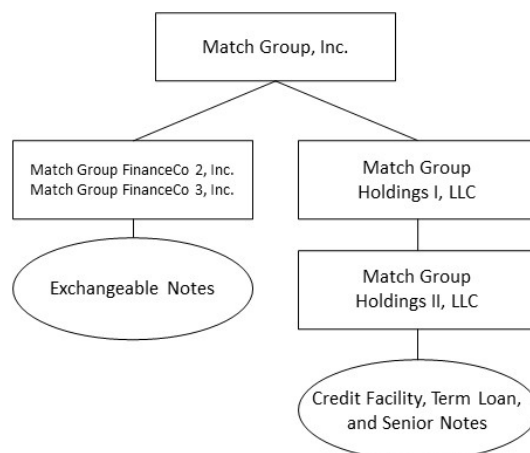 Match Group, Inc.
Match Group FinanceCo 2, Inc.
Match Group FinanceCo 3, Inc.
Match Group
Holdings I, LLC
Exchangeable Notes
Match Group
Holdings II, LLC
Credit Facility, Term Loan,
and Senior Notes